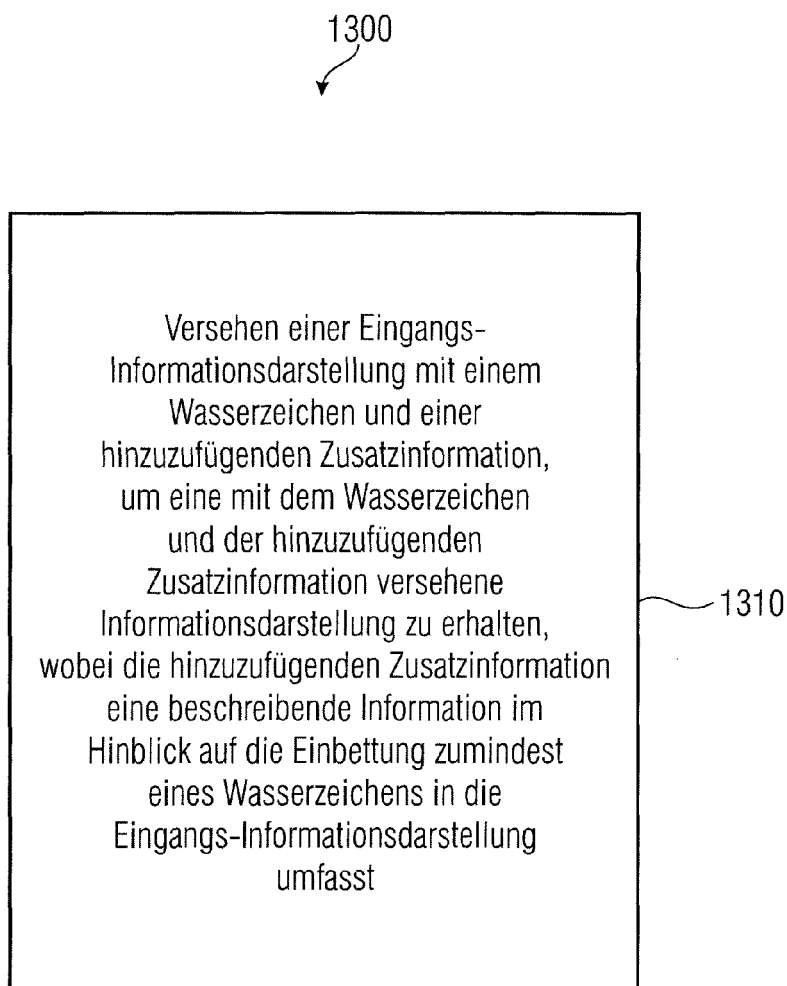 1300
Versehen einer Eingangs-
Informationsdarstellung mit einem
Wasserzeichen und einer
hinzuzufügenden Zusatzinformation,
um eine mit dem Wasserzeichen
und der hinzuzufügenden
Zusatzinformation versehene
Informationsdarstellung zu erhalten,
wobei die hinzuzufügenden Zusatzinformation
eine beschreibende Information im
Hinblick auf die Einbettung zumindest
eines Wasserzeichens in die
Eingangs-Informationsdarstellung
umfasst
1310